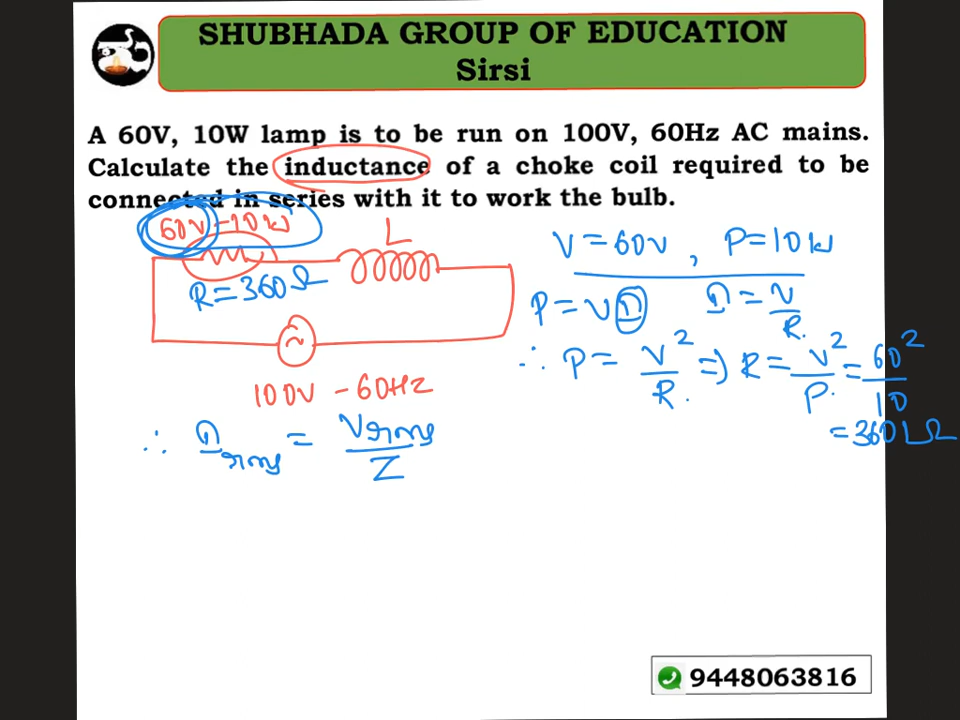 SHUBHADA GROUP OF EDUCATION
Sirsi
A 60V, 10W lamp is to be run on 100V, 60Hz AC mains.
Calculate the inductance of a choke coil required to be
connected in series with it to work the bulb.
60V - 10W
L
R = 360Ω
100V - 60Hz
∴ I rms = Vrms / Z
V = 60V , P = 10W
P = VI I = V / R.
∴ P = V² / R. ⇒ R = V² / P. = 60² / 10
= 360 Ω
9448063816